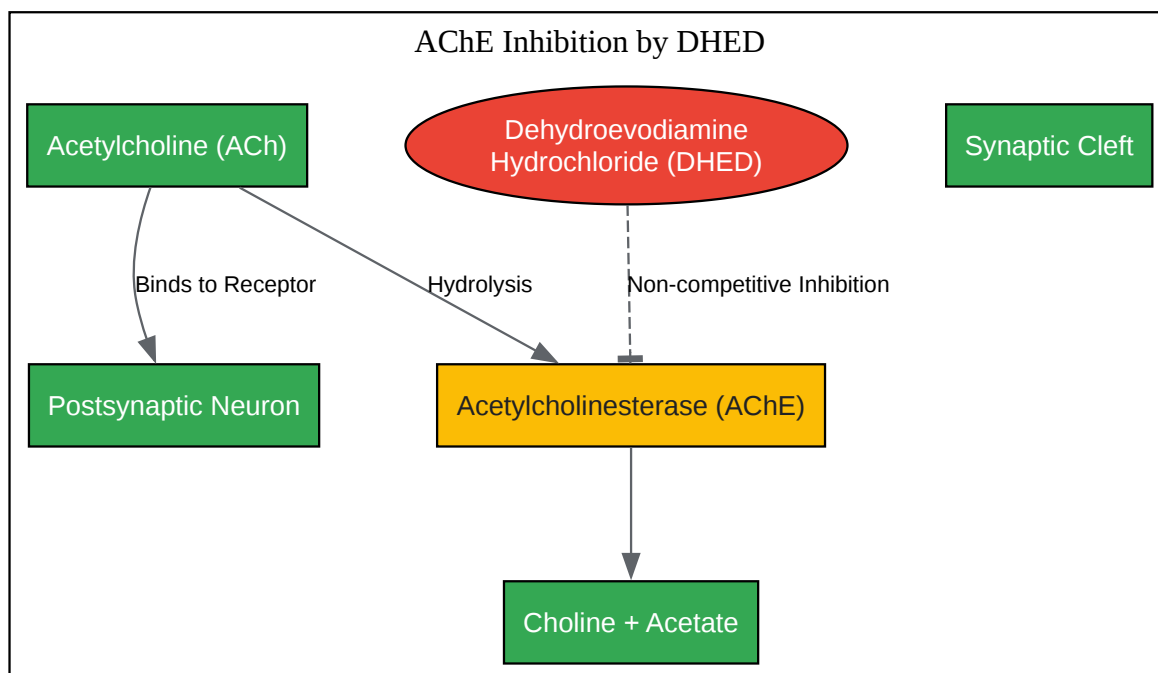 AChE Inhibition by DHED
Acetylcholine (ACh)
Dehydroevodiamine
Hydrochloride (DHED)
Synaptic Cleft
Binds to Receptor
Hydrolysis
Non-competitive Inhibition
Postsynaptic Neuron
Acetylcholinesterase (AChE)
Choline + Acetate